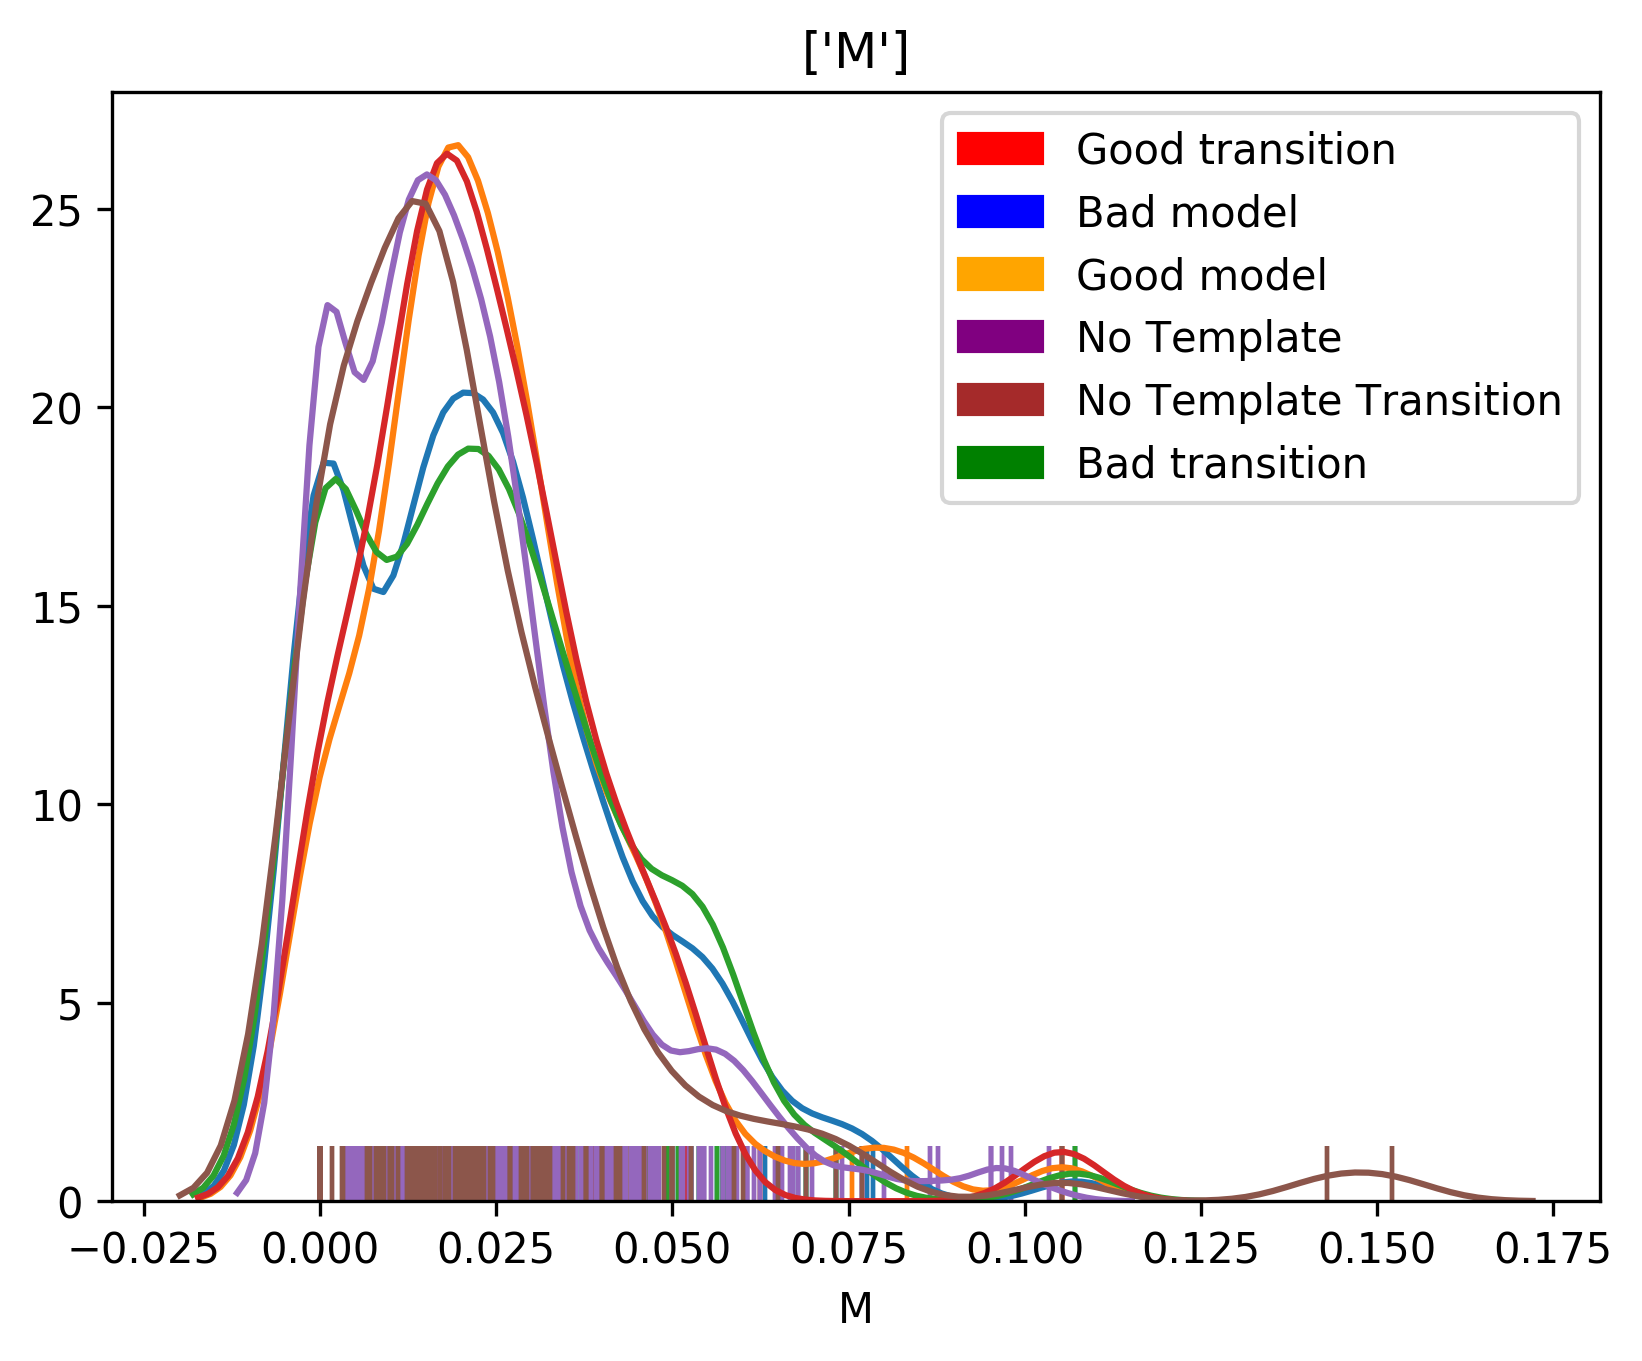 ['M']
Good transition
Bad model
Good model
No Template
No Template Transition
Bad transition
25
20
15
10
5
0
−0.025 0.000 0.025 0.050 0.075 0.100 0.125 0.150 0.175
M